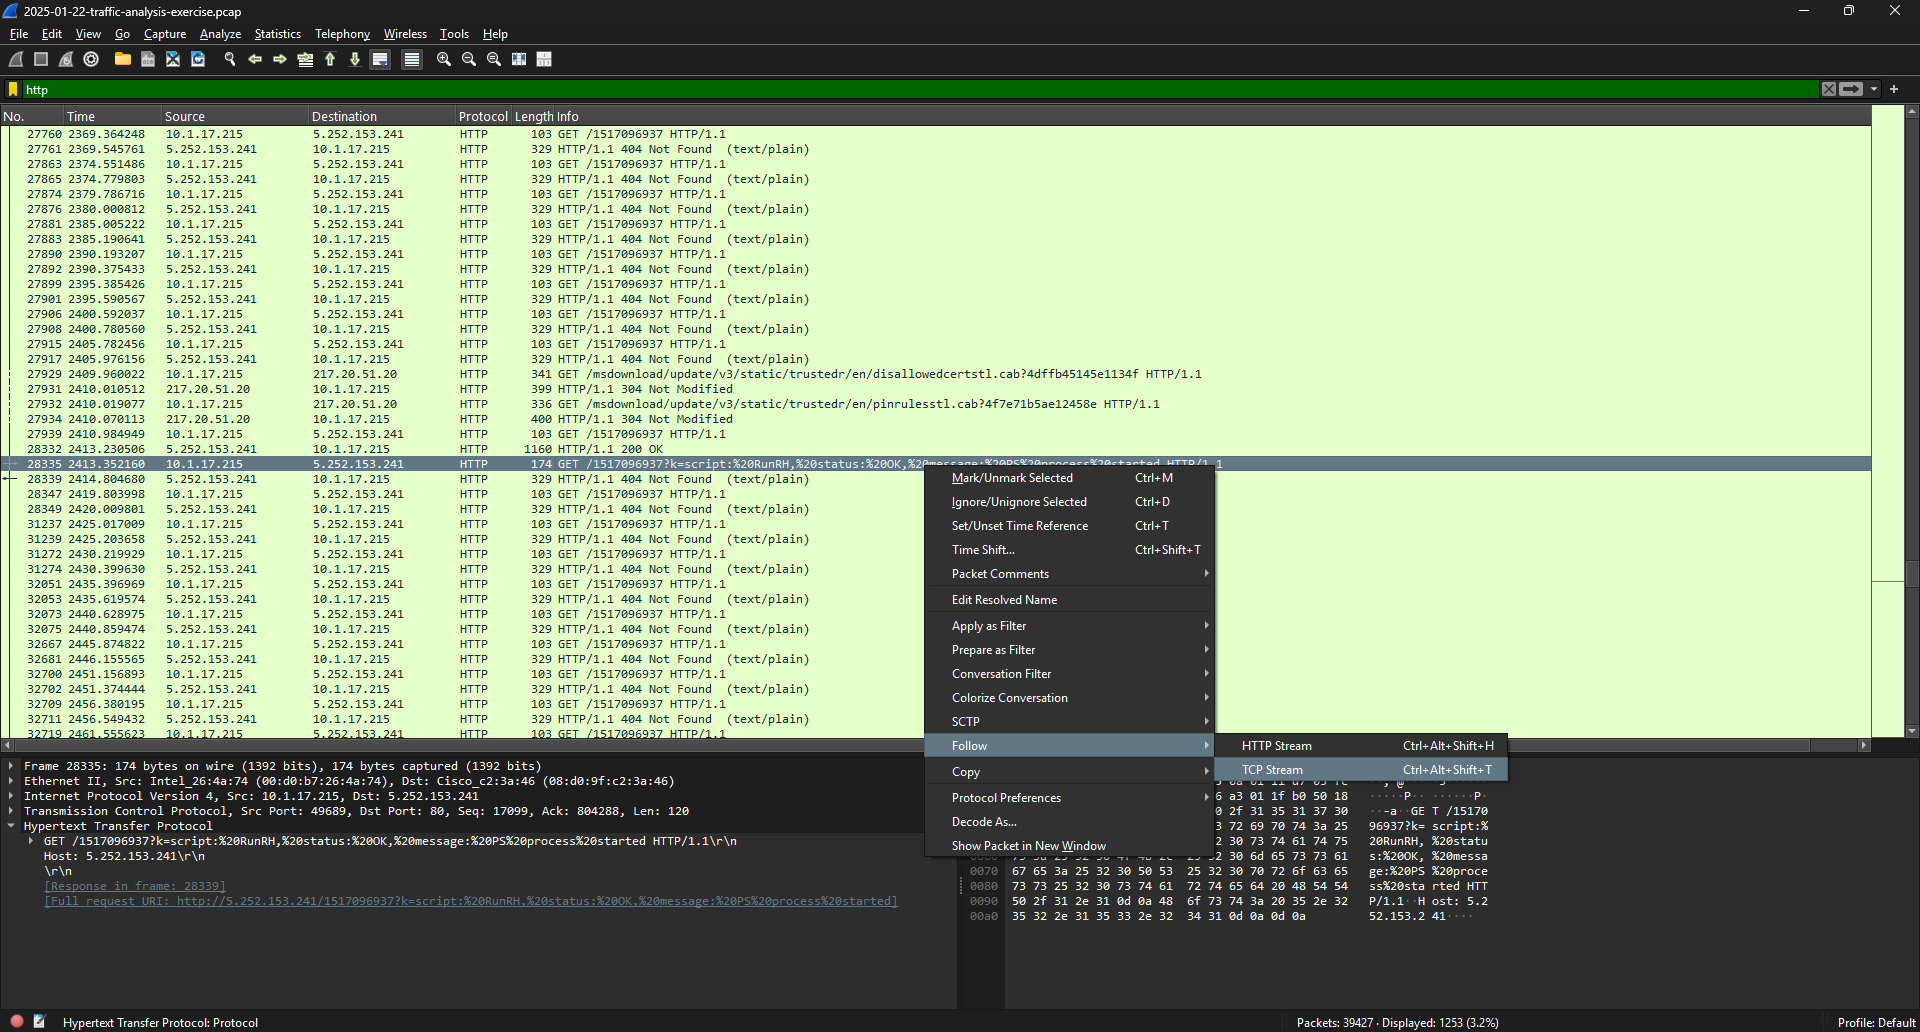 2025-01-22-traffic-analysis-exercise.pcap
File Edit View Go Capture Analyze Statistics Telephony Wireless Tools Help
http
No. Time Source Destination Protocol Length Info
27760 2369.364248 10.1.17.215 5.252.153.241 HTTP 103 GET /1517096937 HTTP/1.1
27761 2369.545761 5.252.153.241 10.1.17.215 HTTP 329 HTTP/1.1 404 Not Found (text/plain)
27863 2374.551486 10.1.17.215 5.252.153.241 HTTP 103 GET /1517096937 HTTP/1.1
27865 2374.779803 5.252.153.241 10.1.17.215 HTTP 329 HTTP/1.1 404 Not Found (text/plain)
27874 2379.786716 10.1.17.215 5.252.153.241 HTTP 103 GET /1517096937 HTTP/1.1
27876 2380.000812 5.252.153.241 10.1.17.215 HTTP 329 HTTP/1.1 404 Not Found (text/plain)
27881 2385.005222 10.1.17.215 5.252.153.241 HTTP 103 GET /1517096937 HTTP/1.1
27883 2385.190641 5.252.153.241 10.1.17.215 HTTP 329 HTTP/1.1 404 Not Found (text/plain)
27890 2390.193207 10.1.17.215 5.252.153.241 HTTP 103 GET /1517096937 HTTP/1.1
27892 2390.375433 5.252.153.241 10.1.17.215 HTTP 329 HTTP/1.1 404 Not Found (text/plain)
27899 2395.385426 10.1.17.215 5.252.153.241 HTTP 103 GET /1517096937 HTTP/1.1
27901 2395.590567 5.252.153.241 10.1.17.215 HTTP 329 HTTP/1.1 404 Not Found (text/plain)
27906 2400.592037 10.1.17.215 5.252.153.241 HTTP 103 GET /1517096937 HTTP/1.1
27908 2400.780560 5.252.153.241 10.1.17.215 HTTP 329 HTTP/1.1 404 Not Found (text/plain)
27915 2405.782456 10.1.17.215 5.252.153.241 HTTP 103 GET /1517096937 HTTP/1.1
27917 2405.976156 5.252.153.241 10.1.17.215 HTTP 329 HTTP/1.1 404 Not Found (text/plain)
27929 2409.960022 10.1.17.215 217.20.51.20 HTTP 341 GET /msdownload/update/v3/static/trustedr/en/disallowedcertstl.cab?4dffb45145e1134f HTTP/1.1
27931 2410.010512 217.20.51.20 10.1.17.215 HTTP 399 HTTP/1.1 304 Not Modified
27932 2410.019077 10.1.17.215 217.20.51.20 HTTP 336 GET /msdownload/update/v3/static/trustedr/en/pinrulesstl.cab?4f7e71b5ae12458e HTTP/1.1
27934 2410.070113 217.20.51.20 10.1.17.215 HTTP 400 HTTP/1.1 304 Not Modified
27939 2410.984949 10.1.17.215 5.252.153.241 HTTP 103 GET /1517096937 HTTP/1.1
28332 2413.230506 5.252.153.241 10.1.17.215 HTTP 1160 HTTP/1.1 200 OK
28335 2413.352160 10.1.17.215 5.252.153.241 HTTP 174 GET /1517096937?k=script:%20RunRH,%20status:%20OK,%20message:%20PS%20process%20started HTTP/1.1
28339 2414.804680 5.252.153.241 10.1.17.215 HTTP 329 HTTP/1.1 404 Not Found (text/plain)
28347 2419.803998 10.1.17.215 5.252.153.241 HTTP 103 GET /1517096937 HTTP/1.1
28349 2420.009801 5.252.153.241 10.1.17.215 HTTP 329 HTTP/1.1 404 Not Found (text/plain)
31237 2425.017009 10.1.17.215 5.252.153.241 HTTP 103 GET /1517096937 HTTP/1.1
31239 2425.203658 5.252.153.241 10.1.17.215 HTTP 329 HTTP/1.1 404 Not Found (text/plain)
31272 2430.219929 10.1.17.215 5.252.153.241 HTTP 103 GET /1517096937 HTTP/1.1
31274 2430.399630 5.252.153.241 10.1.17.215 HTTP 329 HTTP/1.1 404 Not Found (text/plain)
32051 2435.396969 10.1.17.215 5.252.153.241 HTTP 103 GET /1517096937 HTTP/1.1
32053 2435.619574 5.252.153.241 10.1.17.215 HTTP 329 HTTP/1.1 404 Not Found (text/plain)
32073 2440.628975 10.1.17.215 5.252.153.241 HTTP 103 GET /1517096937 HTTP/1.1
32075 2440.859474 5.252.153.241 10.1.17.215 HTTP 329 HTTP/1.1 404 Not Found (text/plain)
32667 2445.874822 10.1.17.215 5.252.153.241 HTTP 103 GET /1517096937 HTTP/1.1
32681 2446.155565 5.252.153.241 10.1.17.215 HTTP 329 HTTP/1.1 404 Not Found (text/plain)
32700 2451.156893 10.1.17.215 5.252.153.241 HTTP 103 GET /1517096937 HTTP/1.1
32702 2451.374444 5.252.153.241 10.1.17.215 HTTP 329 HTTP/1.1 404 Not Found (text/plain)
32709 2456.380195 10.1.17.215 5.252.153.241 HTTP 103 GET /1517096937 HTTP/1.1
32711 2456.549432 5.252.153.241 10.1.17.215 HTTP 329 HTTP/1.1 404 Not Found (text/plain)
32719 2461.555623 10.1.17.215 5.252.153.241 HTTP 103 GET /1517096937 HTTP/1.1
Mark/Unmark Selected Ctrl+M
Ignore/Unignore Selected Ctrl+D
Set/Unset Time Reference Ctrl+T
Time Shift... Ctrl+Shift+T
Packet Comments
Edit Resolved Name
Apply as Filter
Prepare as Filter
Conversation Filter
Colorize Conversation
SCTP
Follow
Copy
Protocol Preferences
Decode As...
Show Packet in New Window
HTTP Stream Ctrl+Alt+Shift+H
TCP Stream Ctrl+Alt+Shift+T
Frame 28335: 174 bytes on wire (1392 bits), 174 bytes captured (1392 bits)
Ethernet II, Src: Intel_26:4a:74 (00:d0:b7:26:4a:74), Dst: Cisco_c2:3a:46 (08:d0:9f:c2:3a:46)
Internet Protocol Version 4, Src: 10.1.17.215, Dst: 5.252.153.241
Transmission Control Protocol, Src Port: 49689, Dst Port: 80, Seq: 17099, Ack: 804288, Len: 120
Hypertext Transfer Protocol
GET /1517096937?k=script:%20RunRH,%20status:%20OK,%20message:%20PS%20process%20started HTTP/1.1\r\n
Host: 5.252.153.241\r\n
\r\n
[Response in frame: 28339]
[Full request URI: http://5.252.153.241/1517096937?k=script:%20RunRH,%20status:%20OK,%20message:%20PS%20process%20started]
6 a3 01 1f b0 50 18 ·····P·· ······P·
0 2f 31 35 31 37 30 ··-a··GE T /15170
3 72 69 70 74 3a 25 96937?k= script:%
2 30 73 74 61 74 75 20RunRH, %20statu
5 32 30 6d 65 73 73 61 s:%20OK, %20messa
0070 67 65 3a 25 32 30 50 53 25 32 30 70 72 6f 63 65 ge:%20PS %20proce
0080 73 73 25 32 30 73 74 61 72 74 65 64 20 48 54 54 ss%20sta rted HTT
0090 50 2f 31 2e 31 0d 0a 48 6f 73 74 3a 20 35 2e 32 P/1.1··H ost: 5.2
00a0 35 32 2e 31 35 33 2e 32 34 31 0d 0a 0d 0a 52.153.2 41····
Hypertext Transfer Protocol: Protocol
Packets: 39427 · Displayed: 1253 (3.2%)
Profile: Default